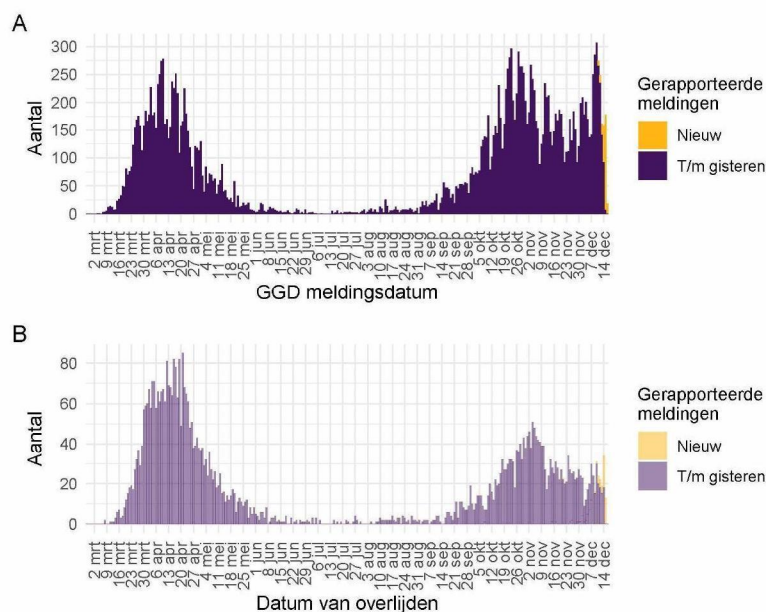 A
300
250
200
150
100
50
0
Aantal
2 mrt
9 mrt
16 mrt
23 mrt
30 mrt
6 apr
13 apr
20 apr
27 apr
4 mei
11 mei
18 mei
25 mei
1 jun
8 jun
15 jun
22 jun
29 jun
6 jul
13 jul
20 jul
27 jul
3 aug
10 aug
17 aug
24 aug
31 aug
7 sep
14 sep
21 sep
28 sep
5 okt
12 okt
19 okt
26 okt
2 nov
9 nov
16 nov
23 nov
30 nov
7 dec
14 dec
GGD meldingsdatum
Gerapporteerde
meldingen
Nieuw
T/m gisteren
B
80
60
40
20
0
Aantal
2 mrt
9 mrt
16 mrt
23 mrt
30 mrt
6 apr
13 apr
20 apr
27 apr
4 mei
11 mei
18 mei
25 mei
1 jun
8 jun
15 jun
22 jun
29 jun
6 jul
13 jul
20 jul
27 jul
3 aug
10 aug
17 aug
24 aug
31 aug
7 sep
14 sep
21 sep
28 sep
5 okt
12 okt
19 okt
26 okt
2 nov
9 nov
16 nov
23 nov
30 nov
7 dec
14 dec
Datum van overlijden
Gerapporteerde
meldingen
Nieuw
T/m gisteren